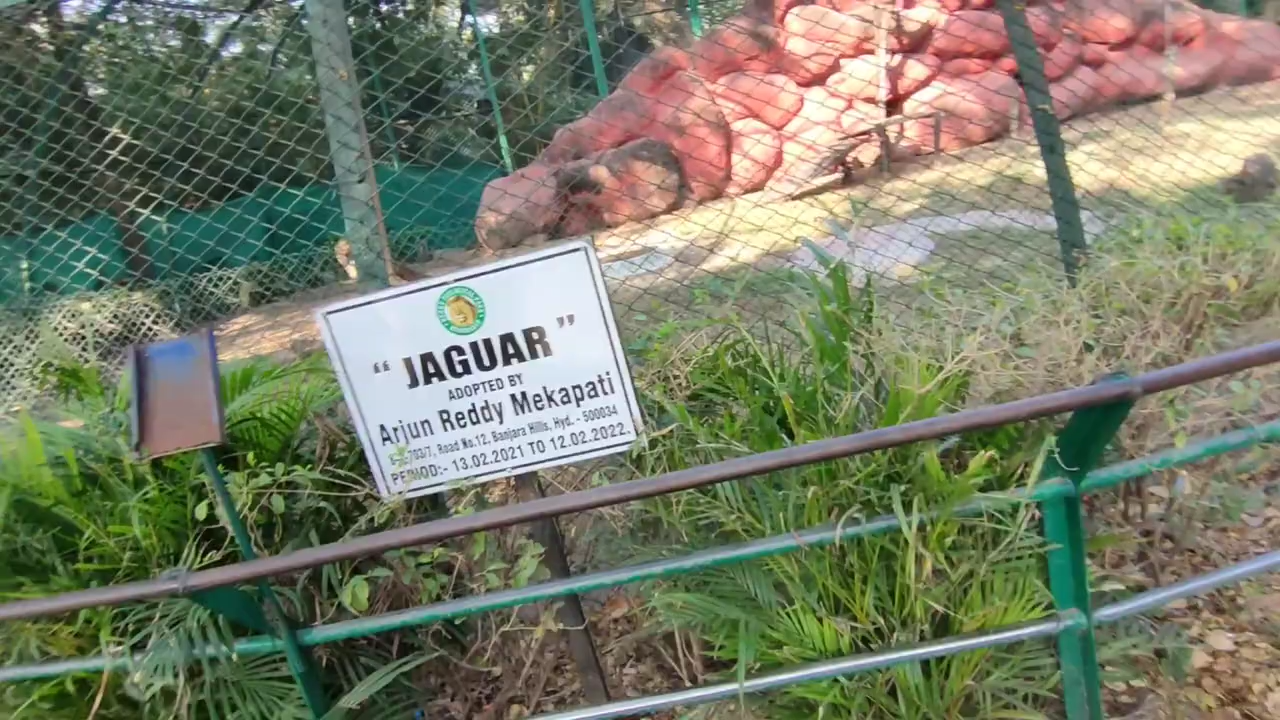 “ JAGUAR ”
ADOPTED BY
Arjun Reddy Mekapati
Road No.12, Banjara Hills, Hyd. - 500034
PERIOD:- 13.02.2021 TO 12.02.2022.